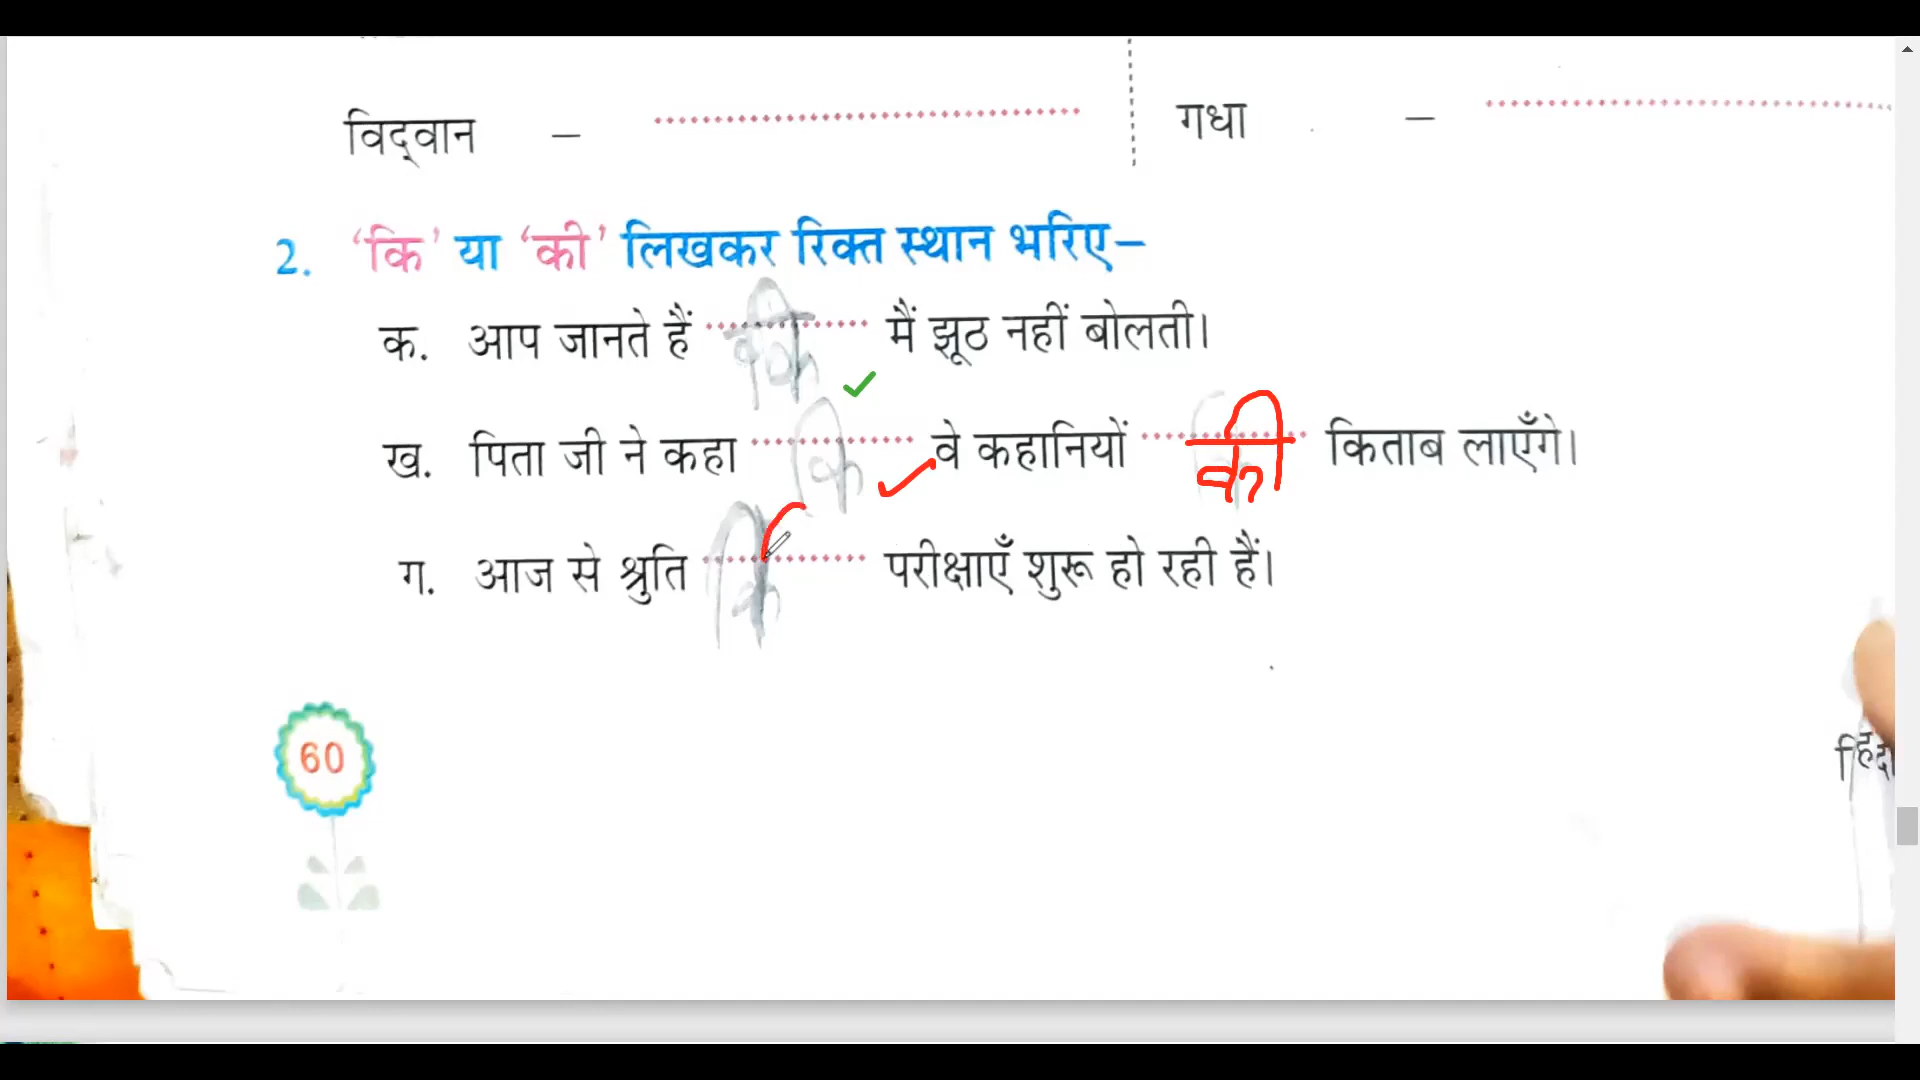 विद्‌वान – गधा –
2. 'कि' या 'की' लिखकर रिक्त स्थान भरिए–
क. आप जानते हैं कि मैं झूठ नहीं बोलती।
ख. पिता जी ने कहा कि वे कहानियों की किताब लाएँगे।
ग. आज से श्रुति कि परीक्षाएँ शुरू हो रही हैं।
60